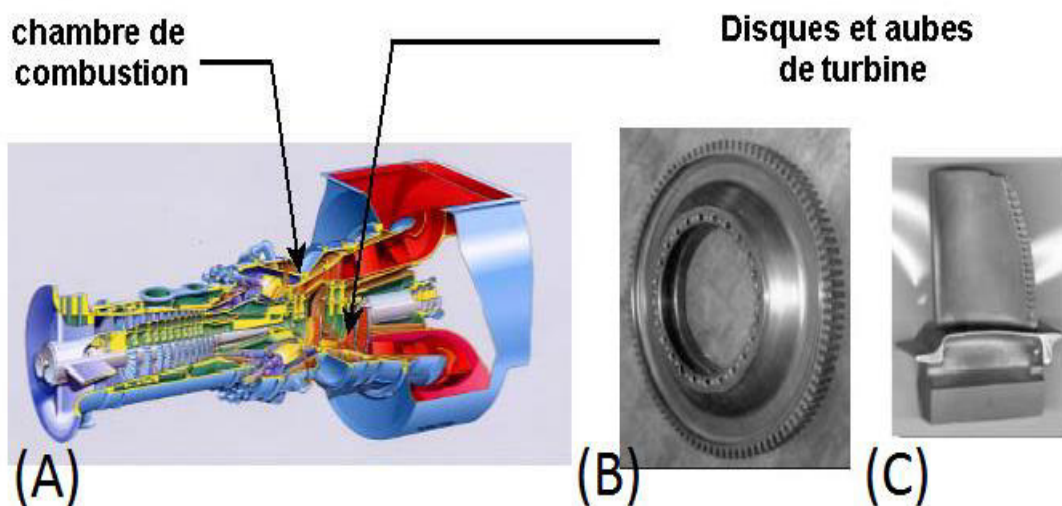 chambre de
combustion
Disques et aubes
de turbine
(A)
(B)
(C)